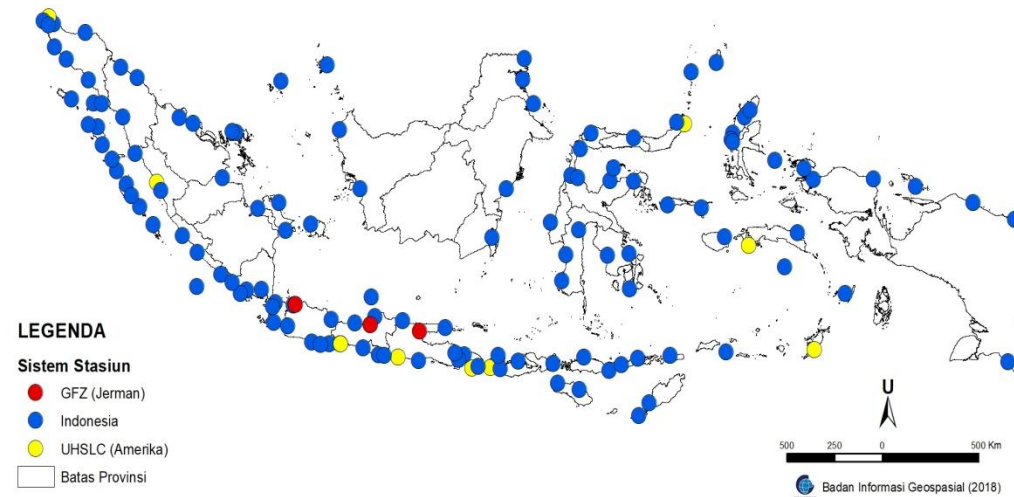 LEGENDA
Sistem Stasiun
GFZ (Jerman)
Indonesia
UHSLC (Amerika)
Batas Provinsi
U
500 250 0 500 Km
Badan Informasi Geospasial (2018)